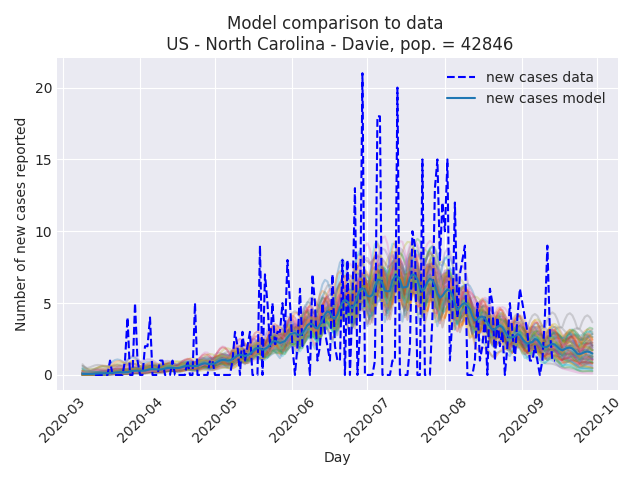 Model comparison to data
US - North Carolina - Davie, pop. = 42846
new cases data
new cases model
Number of new cases reported
20
15
10
5
0
2020-03
2020-04
2020-05
2020-06
2020-07
2020-08
2020-09
2020-10
Day